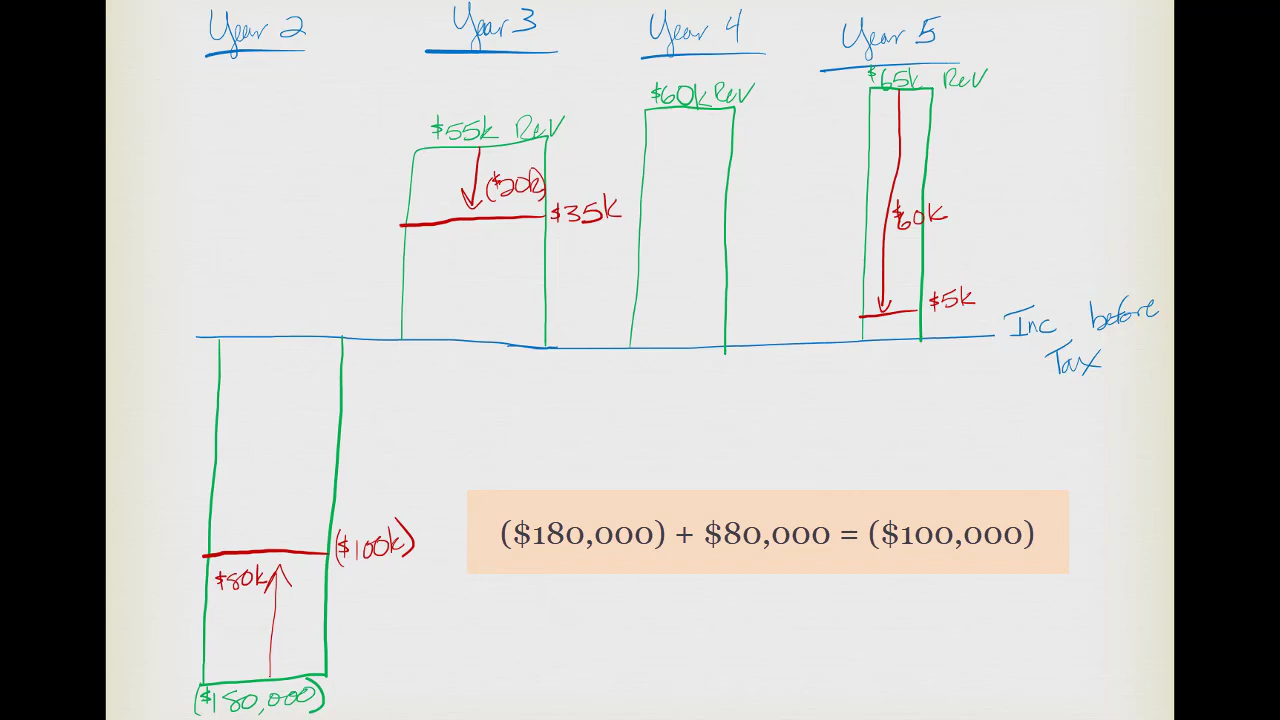 Year 2
Year 3
Year 4
Year 5
$65k Rev
$60k Rev
$55k Rev
($20k)
$35k
$60k
$5k
Inc before
Tax
($180,000) + $80,000 = ($100,000)
($100k)
$80k
($180,000)